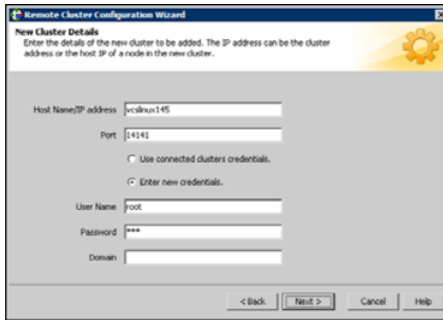 Remote Cluster Configuration Wizard
New Cluster Details
Enter the details of the new cluster to be added. The IP address can be the cluster
address or the host IP of a node in the new cluster.
Host Name/IP address vcslinux145
Port 14141
Use connected clusters credentials.
Enter new credentials.
User Name root
Password ***
Domain
< Back Next > Cancel Help